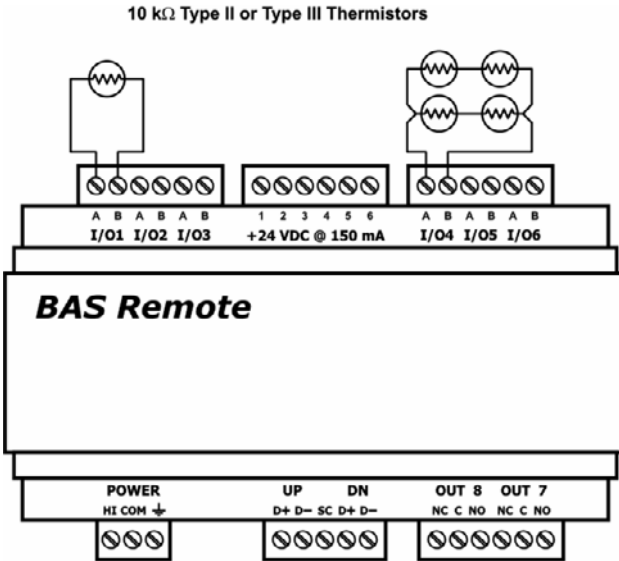 10 kΩ Type II or Type III Thermistors
A B A B A B 1 2 3 4 5 6 A B A B A B
I/O1 I/O2 I/O3 +24 VDC @ 150 mA I/O4 I/O5 I/O6
BAS Remote
POWER UP DN OUT 8 OUT 7
HI COM ⏚ D+ D− SC D+ D− NC C NO NC C NO